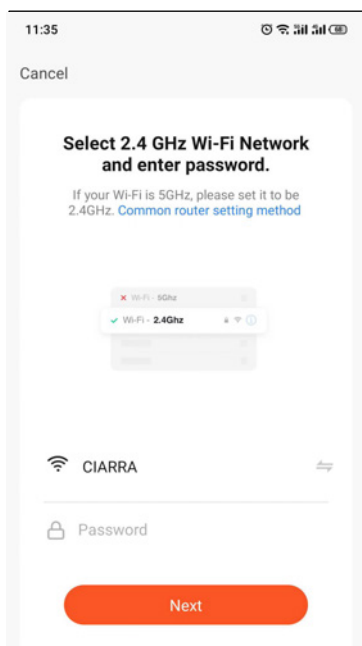 11:35
68
Cancel
Select 2.4 GHz Wi-Fi Network
and enter password.
If your Wi-Fi is 5GHz, please set it to be
2.4GHz. Common router setting method
Wi-Fi - 5Ghz
Wi-Fi - 2.4Ghz
CIARRA
Password
Next